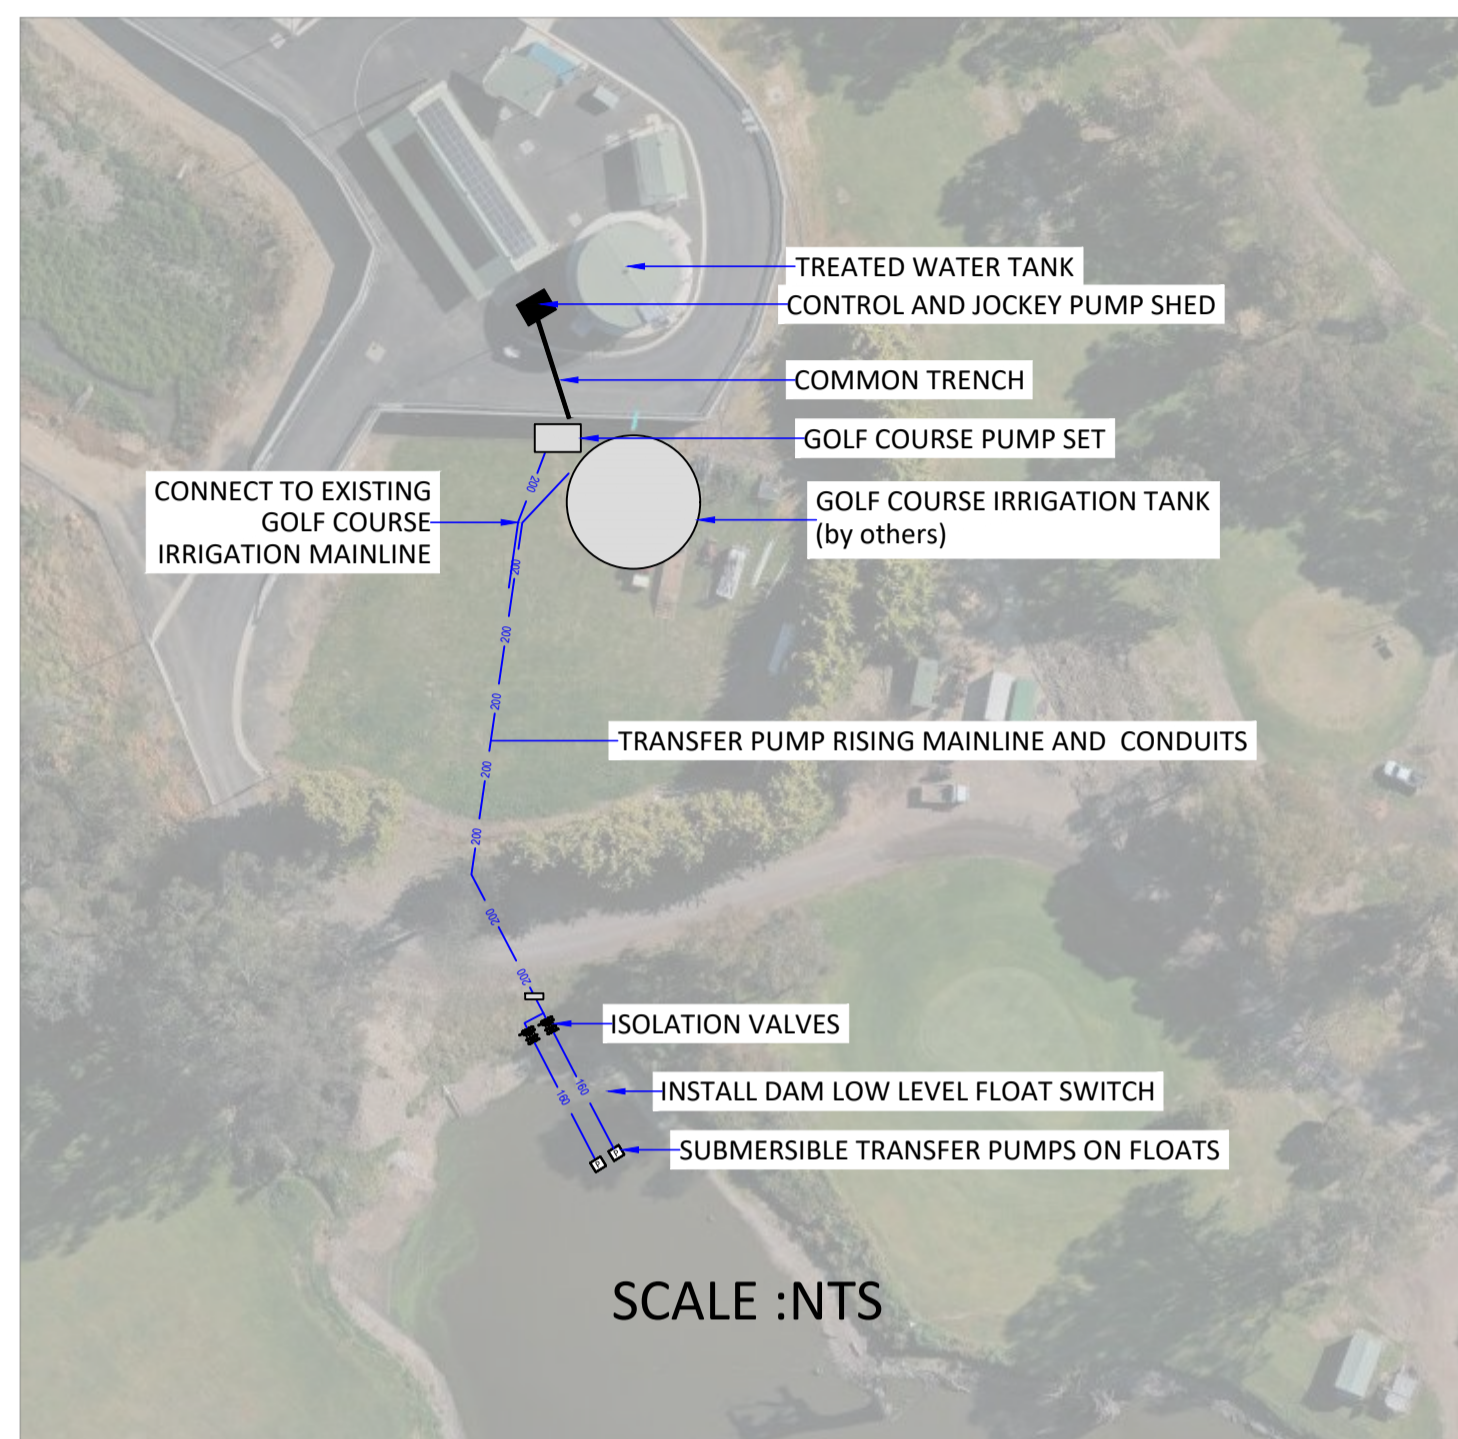 TREATED WATER TANK
CONTROL AND JOCKEY PUMP SHED
COMMON TRENCH
GOLF COURSE PUMP SET
CONNECT TO EXISTING
GOLF COURSE
IRRIGATION MAINLINE
200
GOLF COURSE IRRIGATION TANK
(by others)
200
200
200
TRANSFER PUMP RISING MAINLINE AND CONDUITS
200
200
200
200
ISOLATION VALVES
160
160
INSTALL DAM LOW LEVEL FLOAT SWITCH
SUBMERSIBLE TRANSFER PUMPS ON FLOATS
P
P
SCALE :NTS